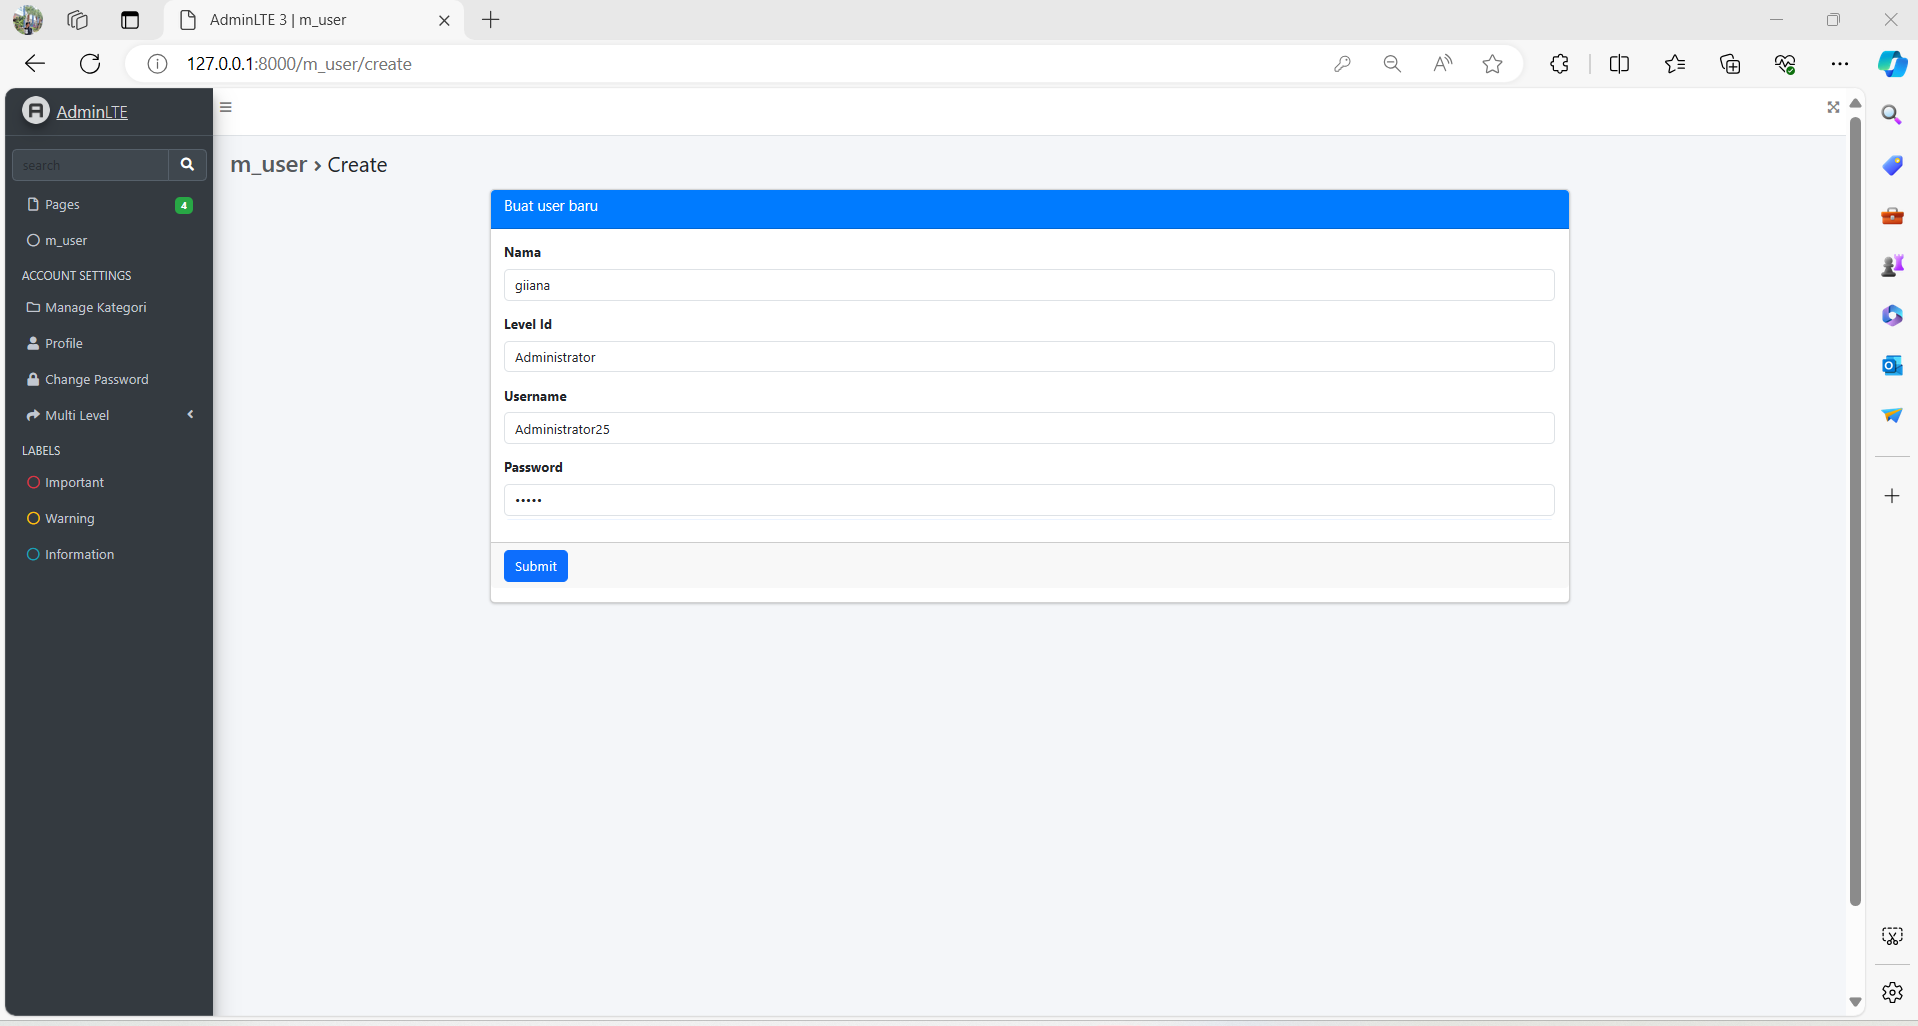 AdminLTE 3 | m_user
127.0.0.1:8000/m_user/create
AdminLTE
search
m_user › Create
Pages 4
m_user
ACCOUNT SETTINGS
Manage Kategori
Profile
Change Password
Multi Level
LABELS
Important
Warning
Information
Buat user baru
Nama
giiana
Level Id
Administrator
Username
Administrator25
Password
•••••
Submit